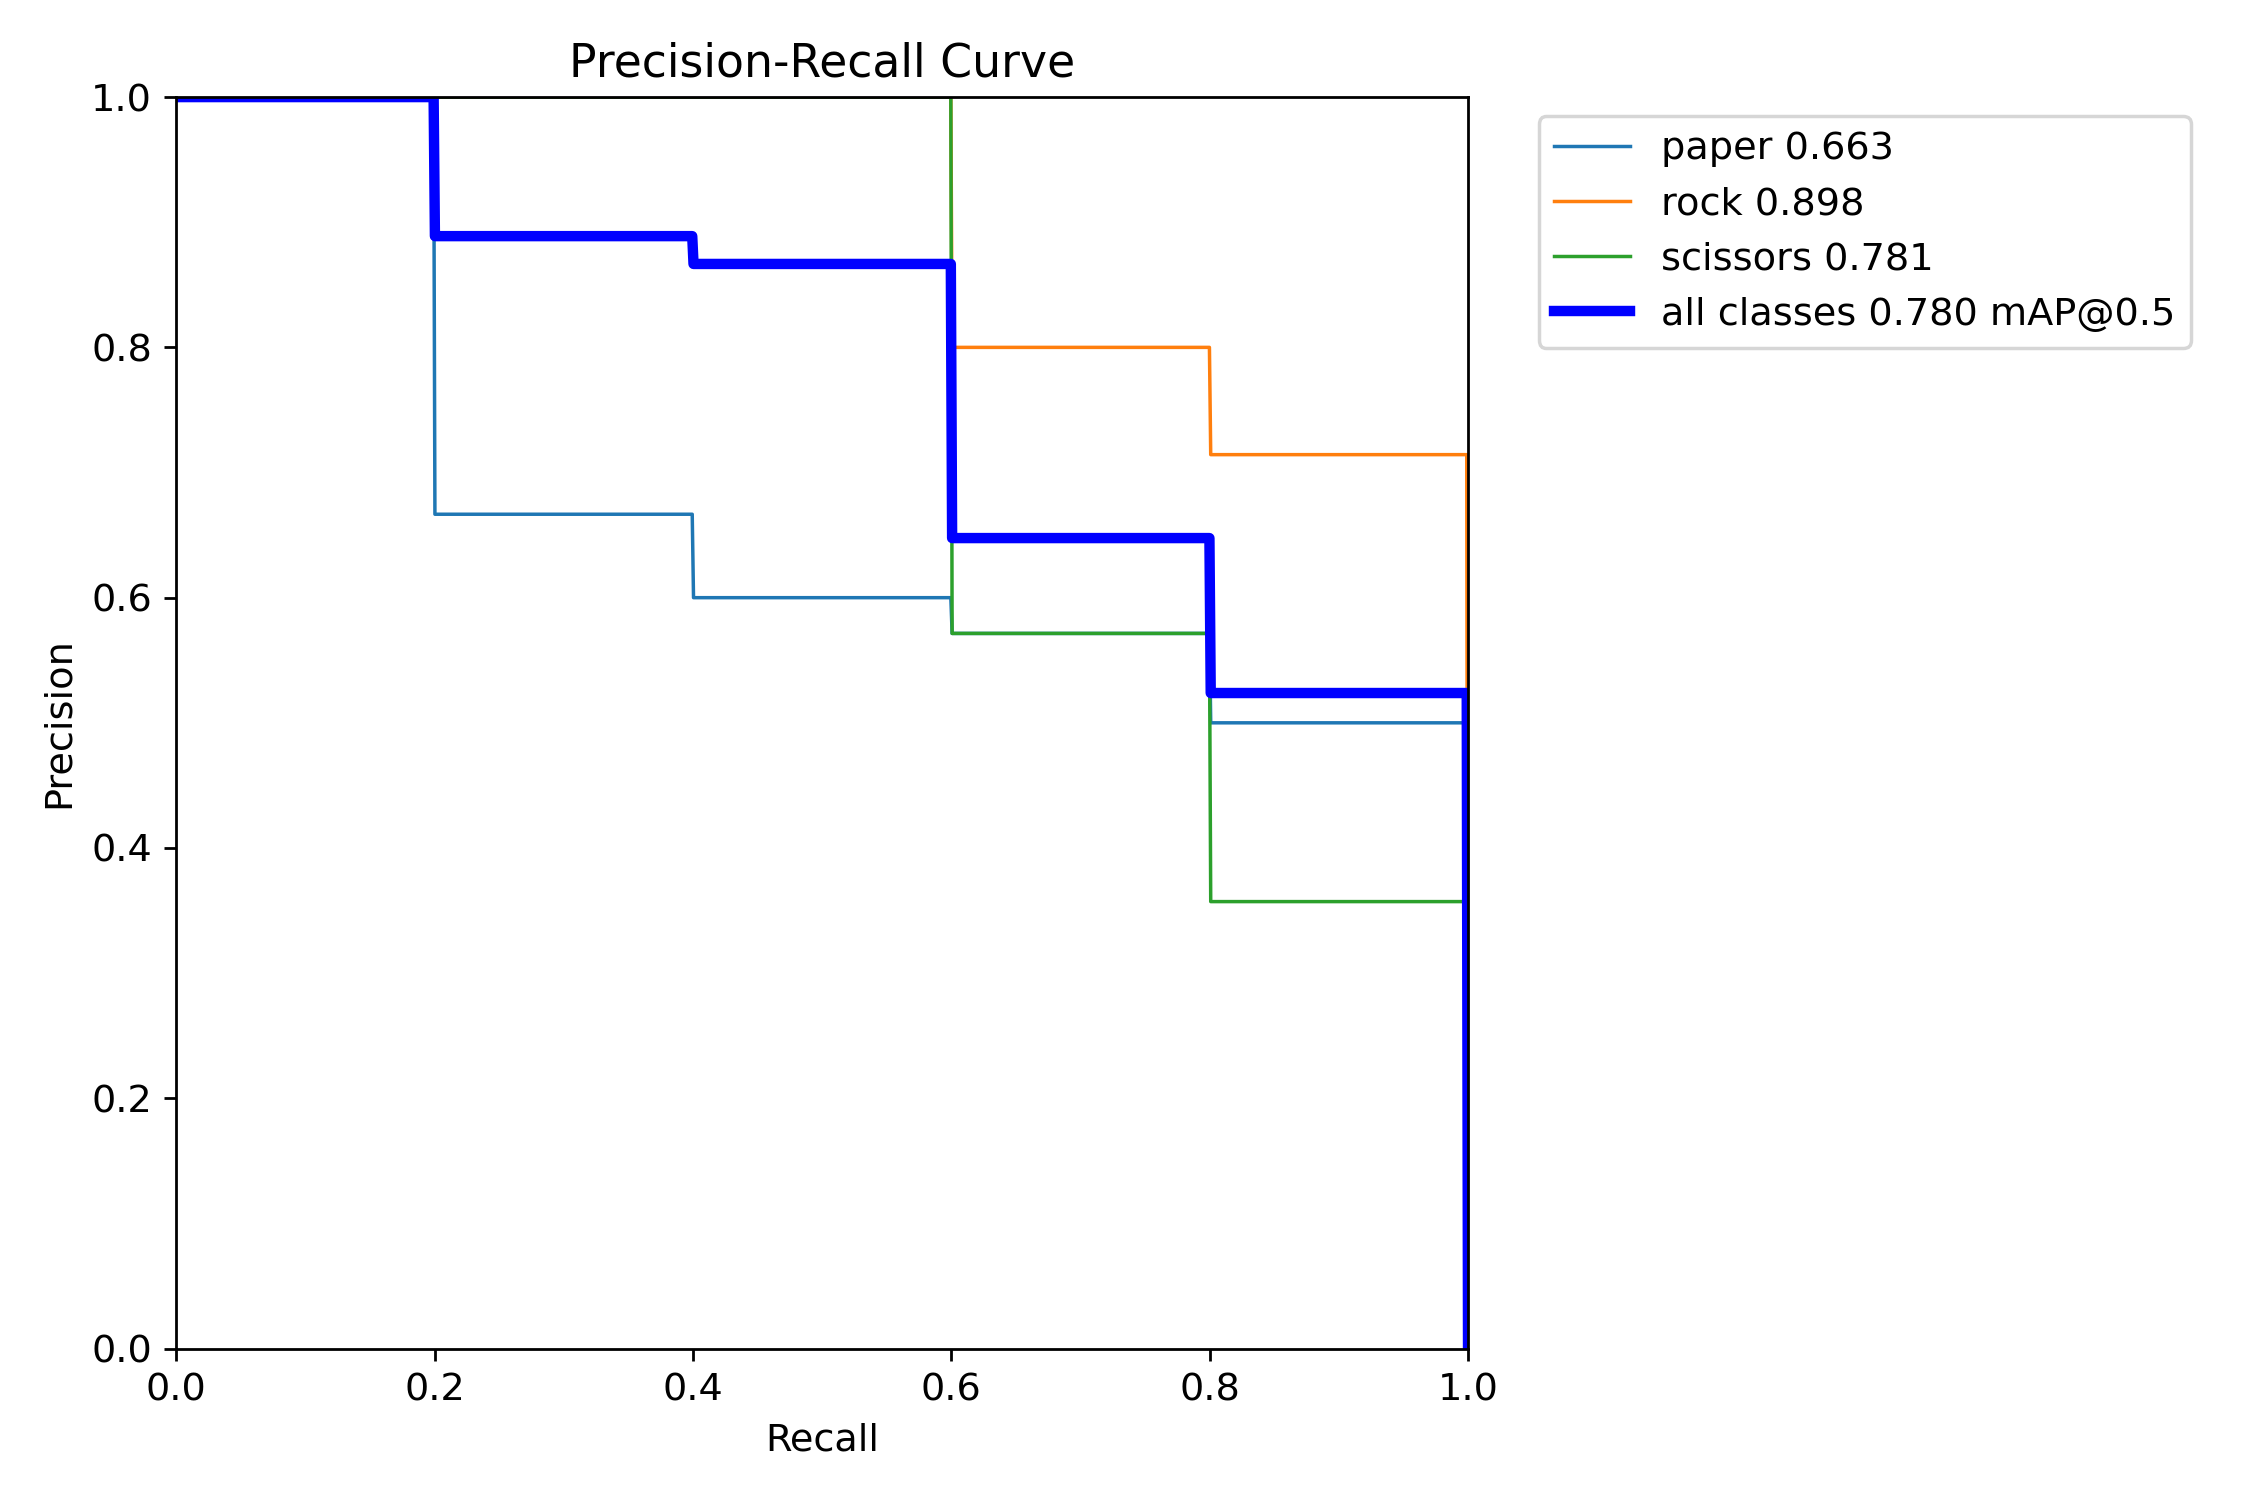 Precision-Recall Curve
paper 0.663
rock 0.898
scissors 0.781
all classes 0.780 mAP@0.5
Precision
1.0
0.8
0.6
0.4
0.2
0.0
0.0 0.2 0.4 0.6 0.8 1.0
Recall